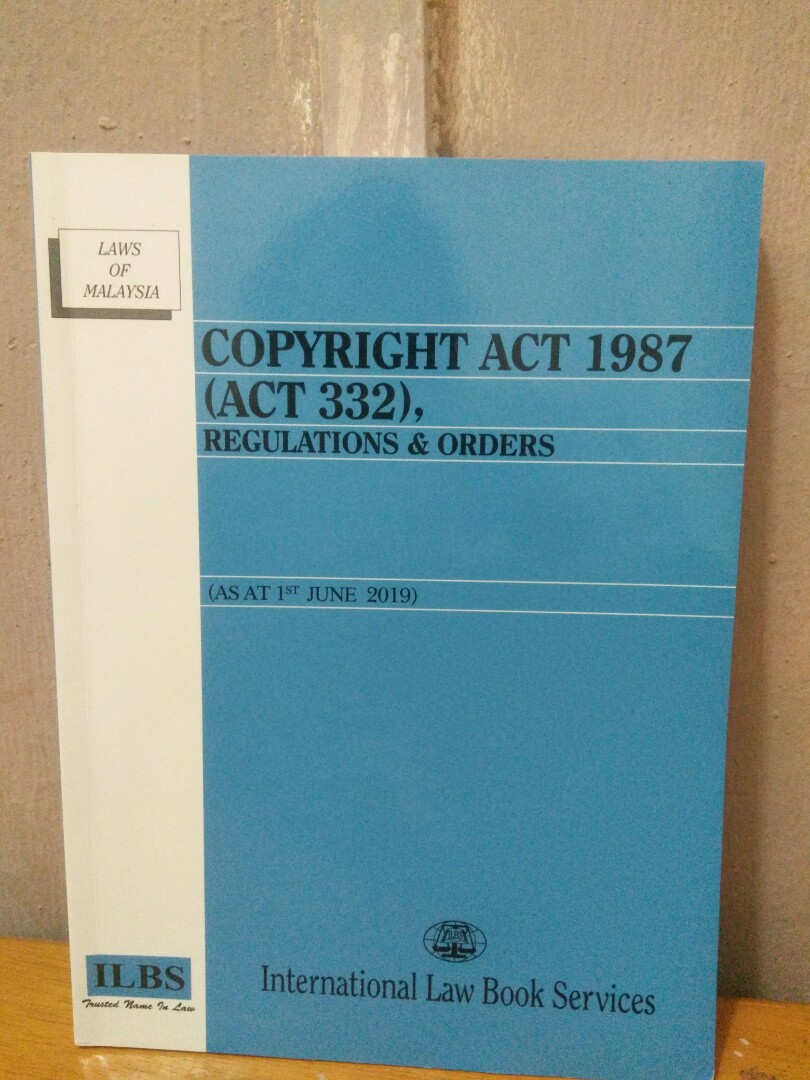 LAWS
OF
MALAYSIA
COPYRIGHT ACT 1987
(ACT 332),
REGULATIONS & ORDERS
(AS AT 1ST JUNE 2019)
ILBS
International Law Book Services
ILBS
Trusted Name In Law